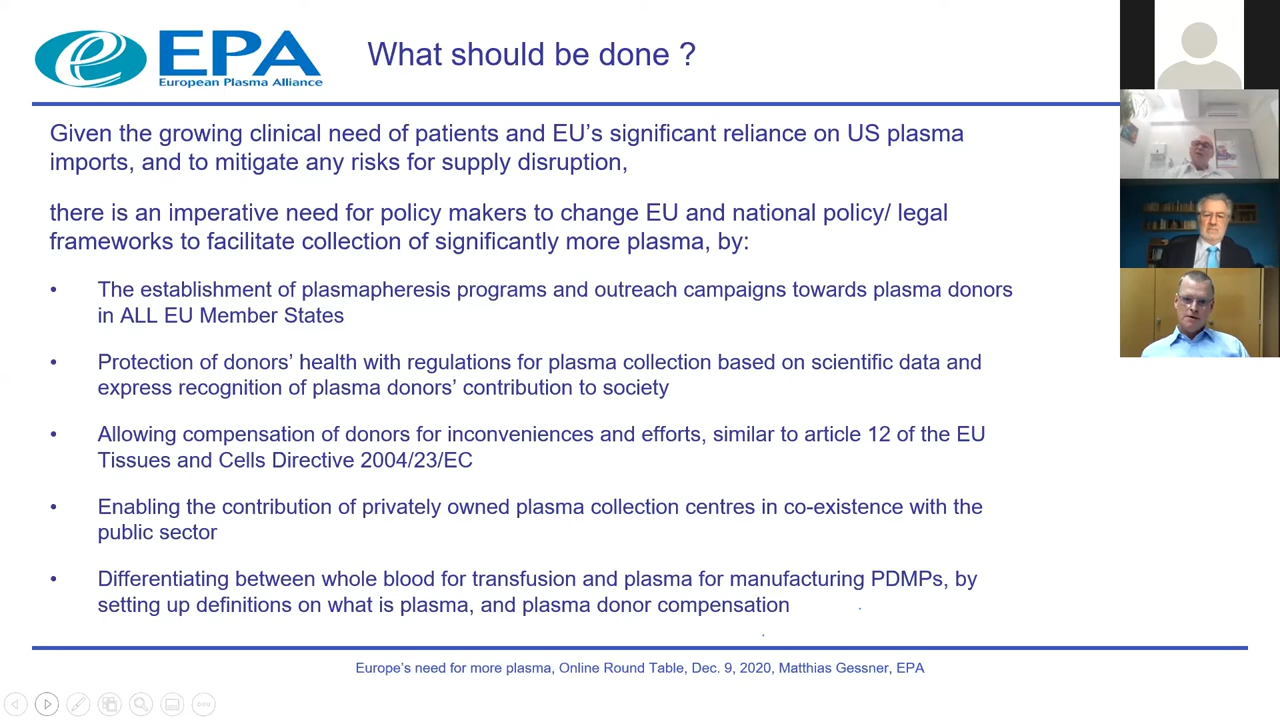 EPA
European Plasma Alliance
What should be done ?
Given the growing clinical need of patients and EU's significant reliance on US plasma
imports, and to mitigate any risks for supply disruption,
there is an imperative need for policy makers to change EU and national policy/ legal
frameworks to facilitate collection of significantly more plasma, by:
• The establishment of plasmapheresis programs and outreach campaigns towards plasma donors
in ALL EU Member States
• Protection of donors' health with regulations for plasma collection based on scientific data and
express recognition of plasma donors' contribution to society
• Allowing compensation of donors for inconveniences and efforts, similar to article 12 of the EU
Tissues and Cells Directive 2004/23/EC
• Enabling the contribution of privately owned plasma collection centres in co-existence with the
public sector
• Differentiating between whole blood for transfusion and plasma for manufacturing PDMPs, by
setting up definitions on what is plasma, and plasma donor compensation
Europe's need for more plasma, Online Round Table, Dec. 9, 2020, Matthias Gessner, EPA